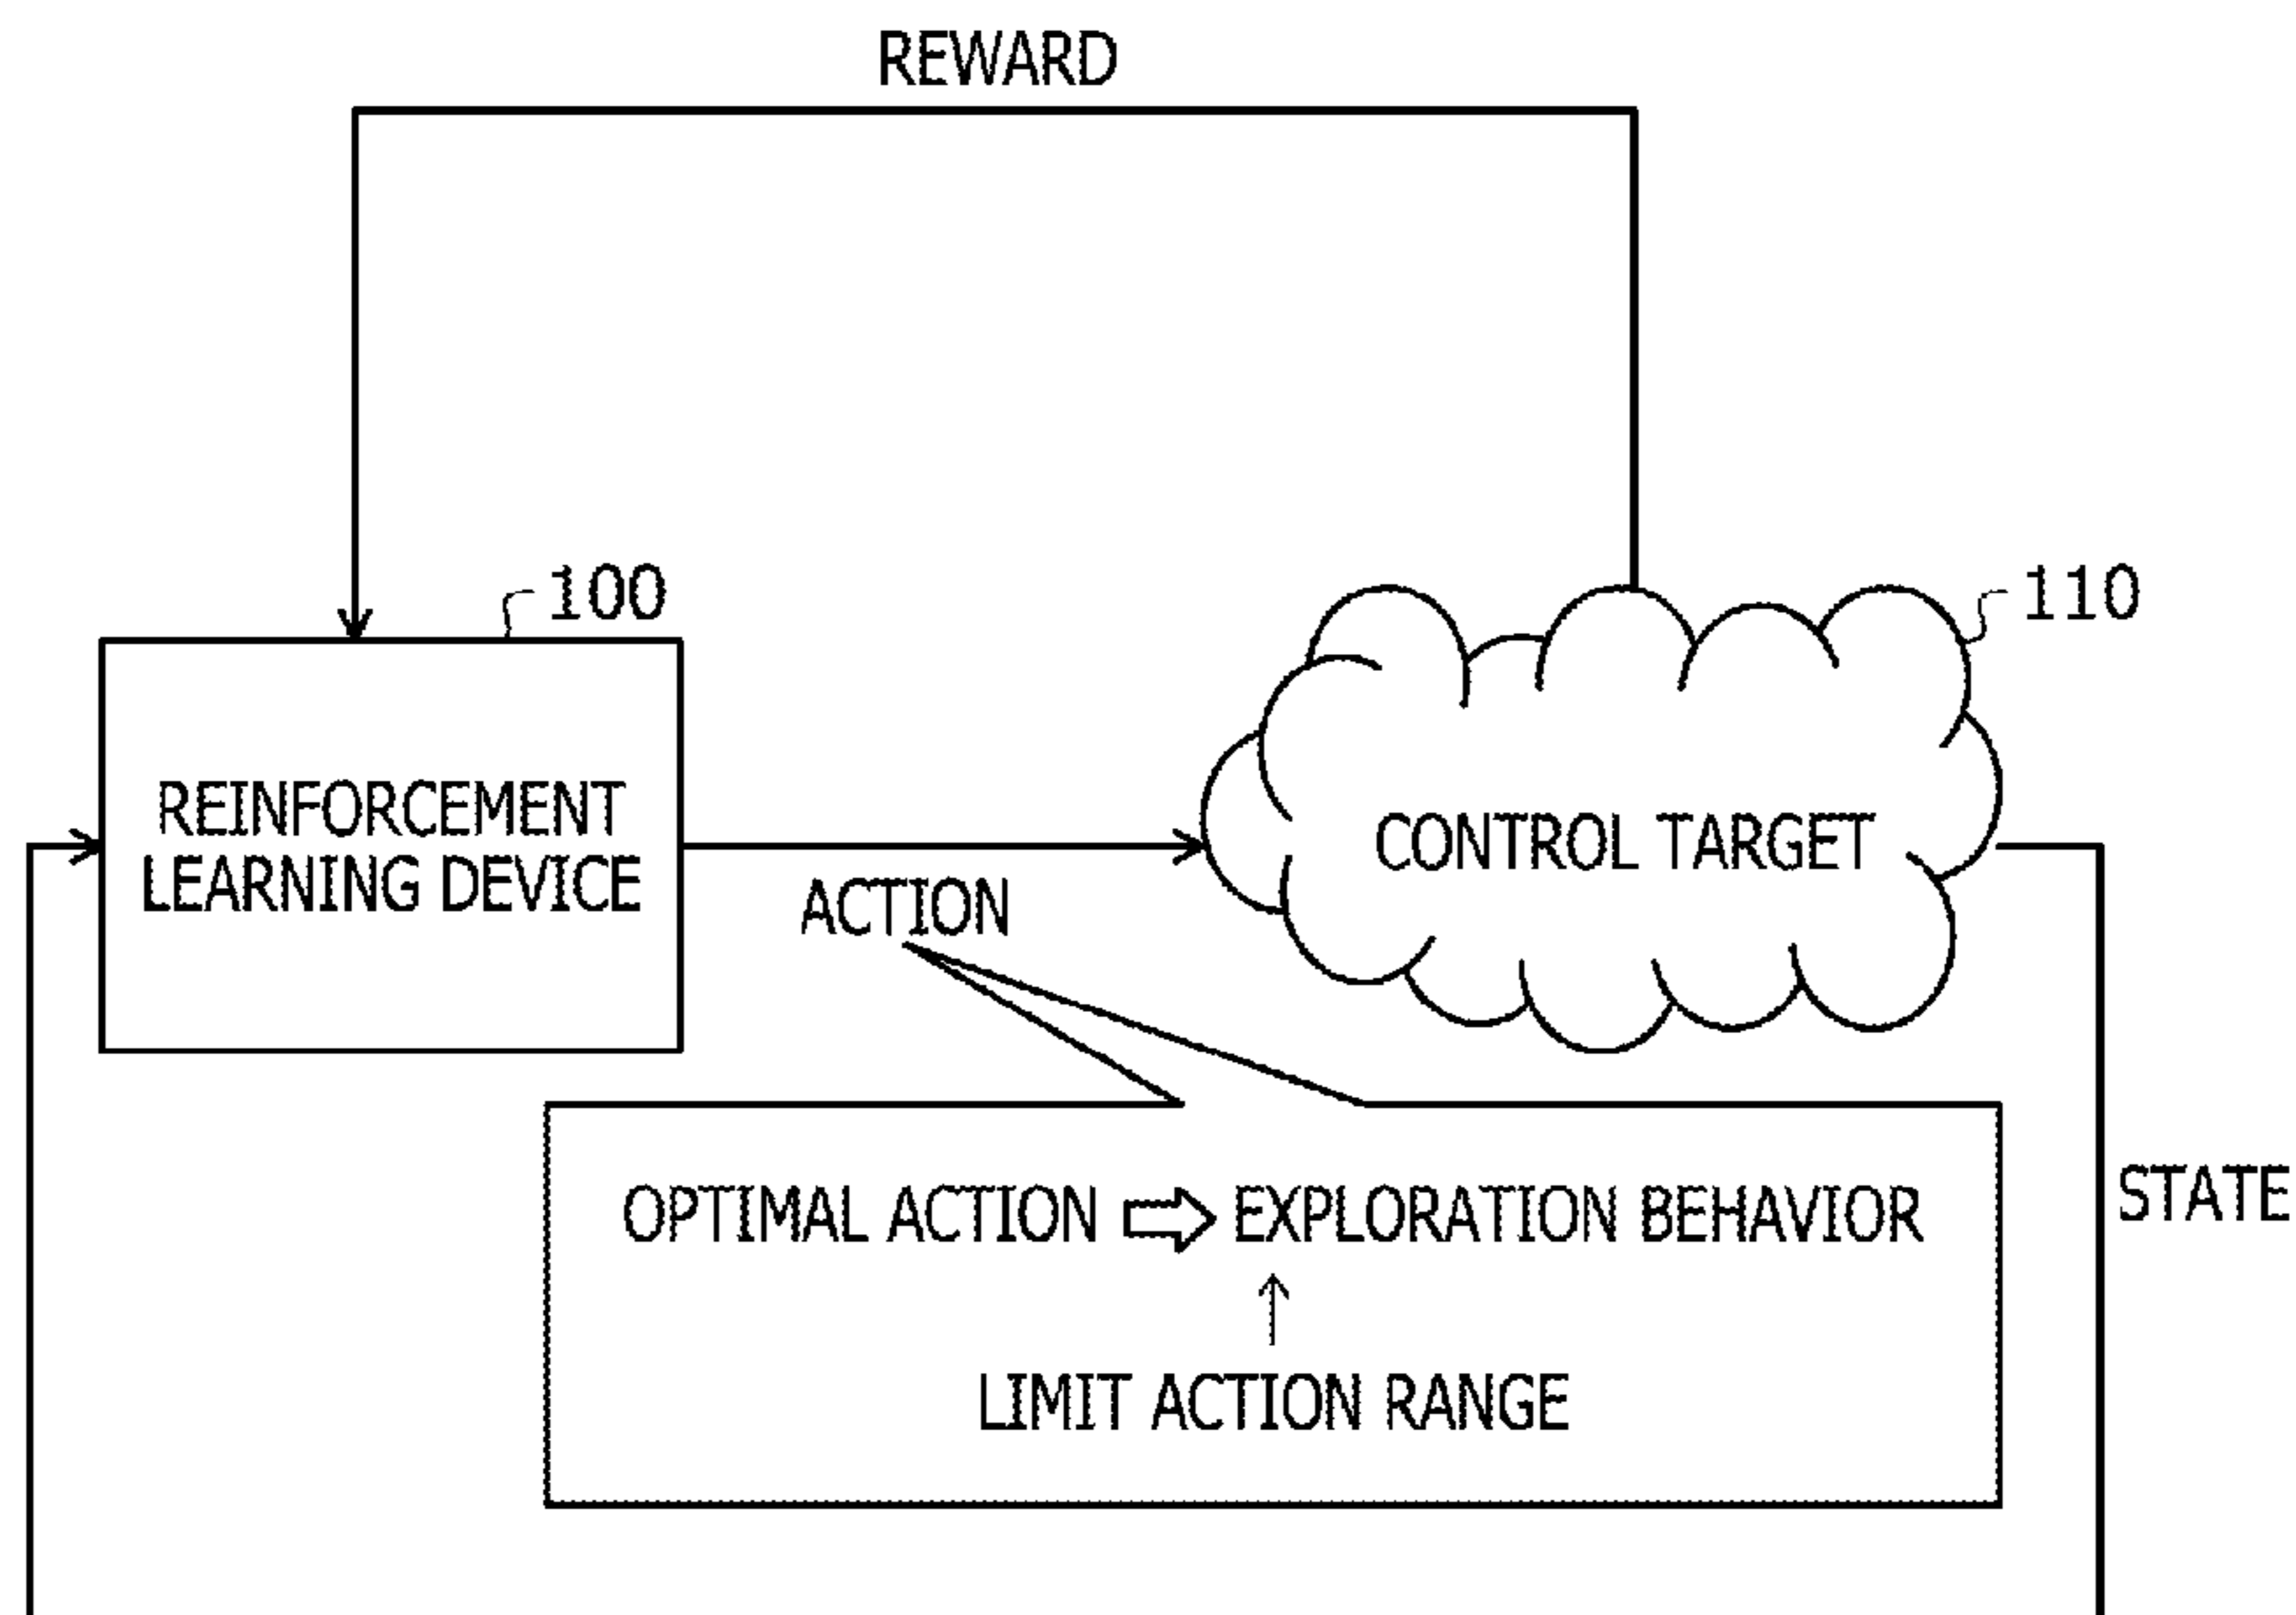 REWARD
100
110
REINFORCEMENT
LEARNING DEVICE
CONTROL TARGET
ACTION
OPTIMAL ACTION ⇨ EXPLORATION BEHAVIOR
STATE
↑
LIMIT ACTION RANGE